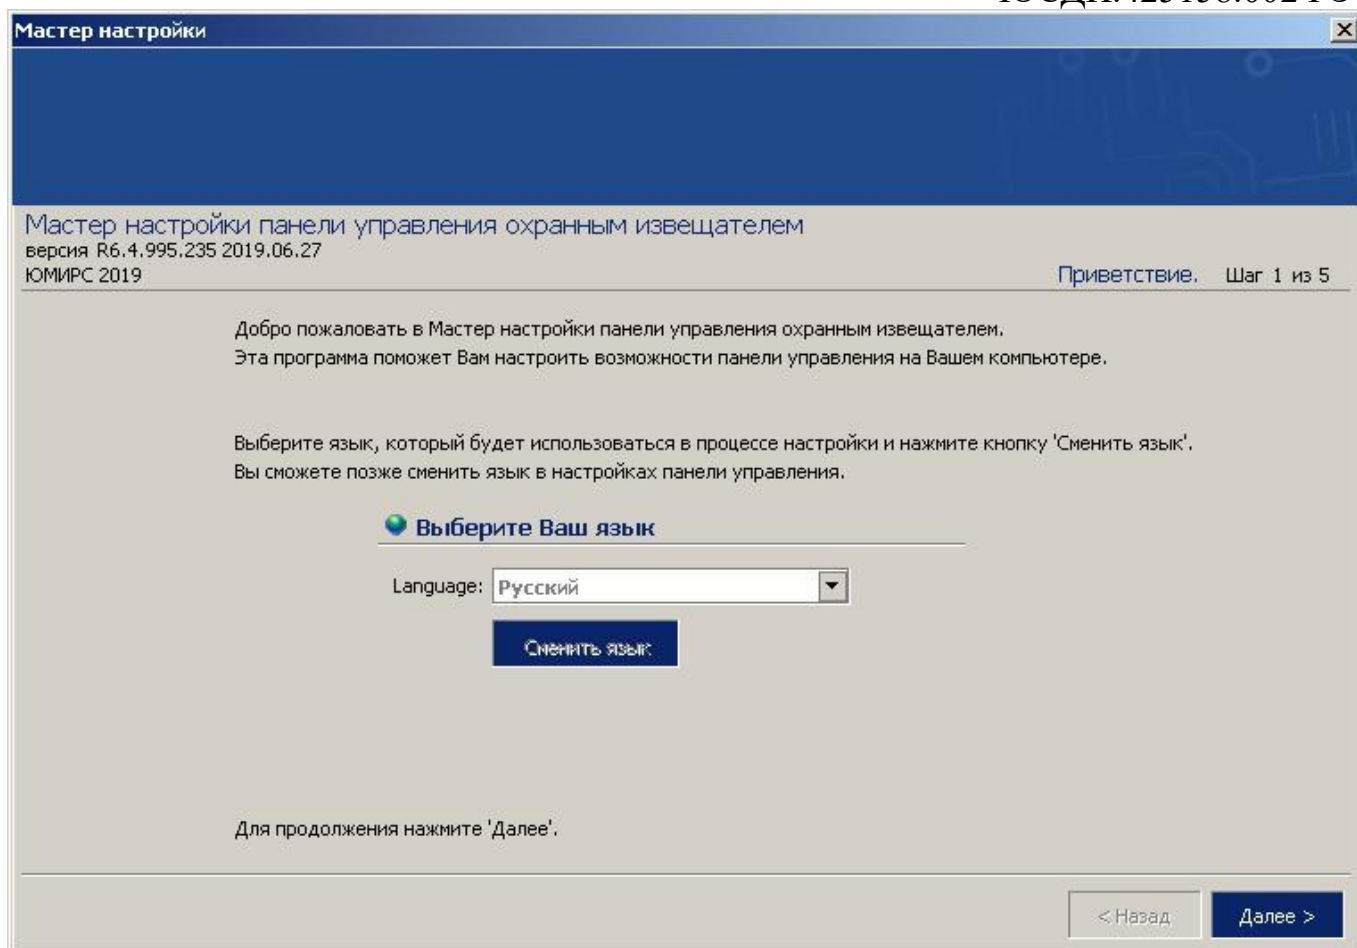 Мастер настройки
Мастер настройки панели управления охранным извещателем
версия R6.4.995.235 2019.06.27
ЮМИРС 2019
Приветствие. Шаг 1 из 5
Добро пожаловать в Мастер настройки панели управления охранным извещателем.
Эта программа поможет Вам настроить возможности панели управления на Вашем компьютере.
Выберите язык, который будет использоваться в процессе настройки и нажмите кнопку 'Сменить язык'.
Вы сможете позже сменить язык в настройках панели управления.
Выберите Ваш язык
Language: Русский
Сменить язык
Для продолжения нажмите 'Далее'.
< Назад Далее >